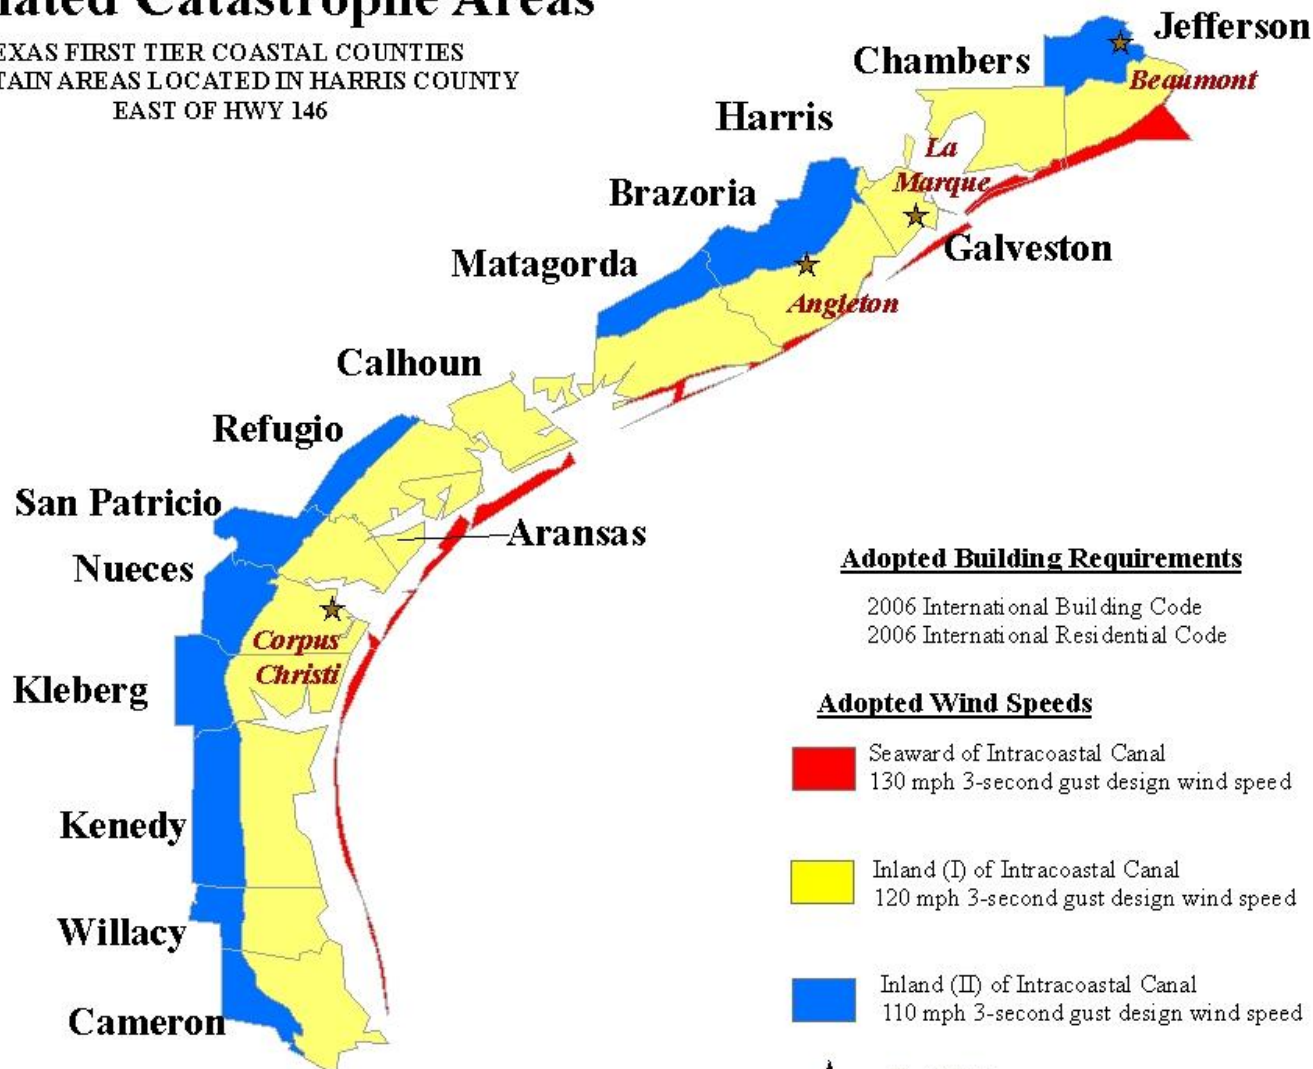 Catastrophe Areas
FIRST TIER COASTAL COUNTIES
AREAS LOCATED IN HARRIS COUNTY
EAST OF HWY 146
Jefferson
Chambers
Beaumont
Harris
La
Marque
Brazoria
Galveston
Matagorda
Angleton
Calhoun
Refugio
San Patricio
Aransas
Nueces
Corpus
Christi
Kleberg
Kenedy
Willacy
Cameron
Adopted Building Requirements
2006 International Building Code
2006 International Residential Code
Adopted Wind Speeds
Seaward of Intracoastal Canal
130 mph 3-second gust design wind speed
Inland (I) of Intracoastal Canal
120 mph 3-second gust design wind speed
Inland (II) of Intracoastal Canal
110 mph 3-second gust design wind speed